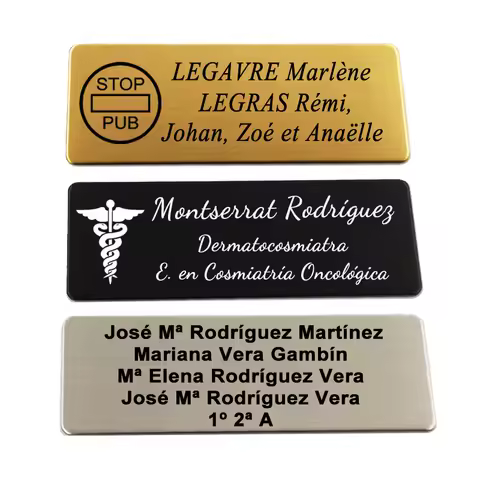 STOP
PUB
LEGAVRE Marlène
LEGRAS Rémi,
Johan, Zoé et Anaëlle
Montserrat Rodríguez
Dermatocosmiatra
E. en Cosmiatría Oncológica
José Mª Rodríguez Martínez
Mariana Vera Gambín
Mª Elena Rodríguez Vera
José Mª Rodríguez Vera
1º 2ª A